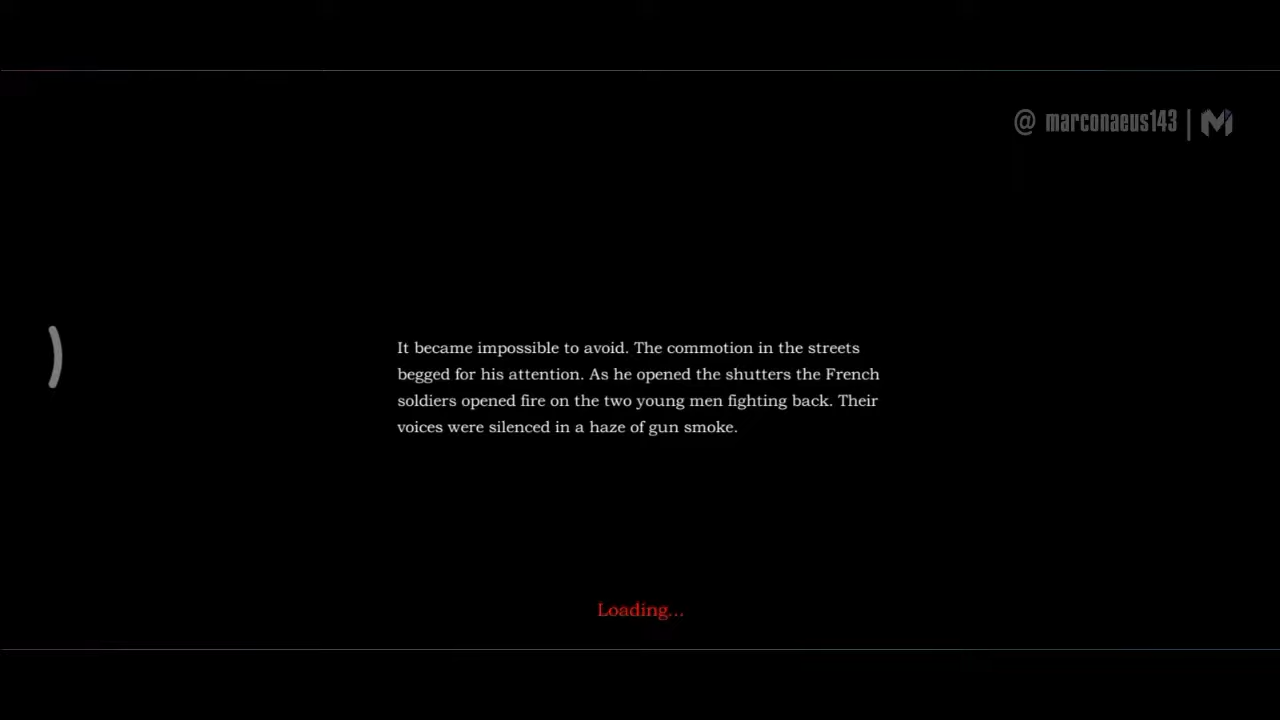 @ marconaeus143 | M
It became impossible to avoid. The commotion in the streets
begged for his attention. As he opened the shutters the French
soldiers opened fire on the two young men fighting back. Their
voices were silenced in a haze of gun smoke.
Loading...